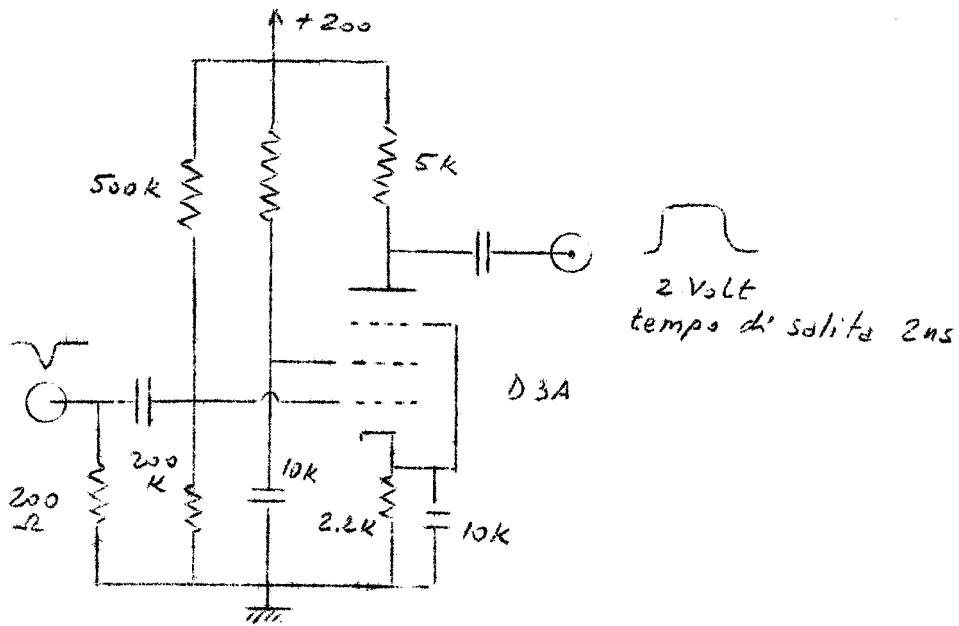 +200
500k
5k
2 Volt
tempo di salita 2ns
D3A
200
K
10k
200
Ω
2.2k
10k